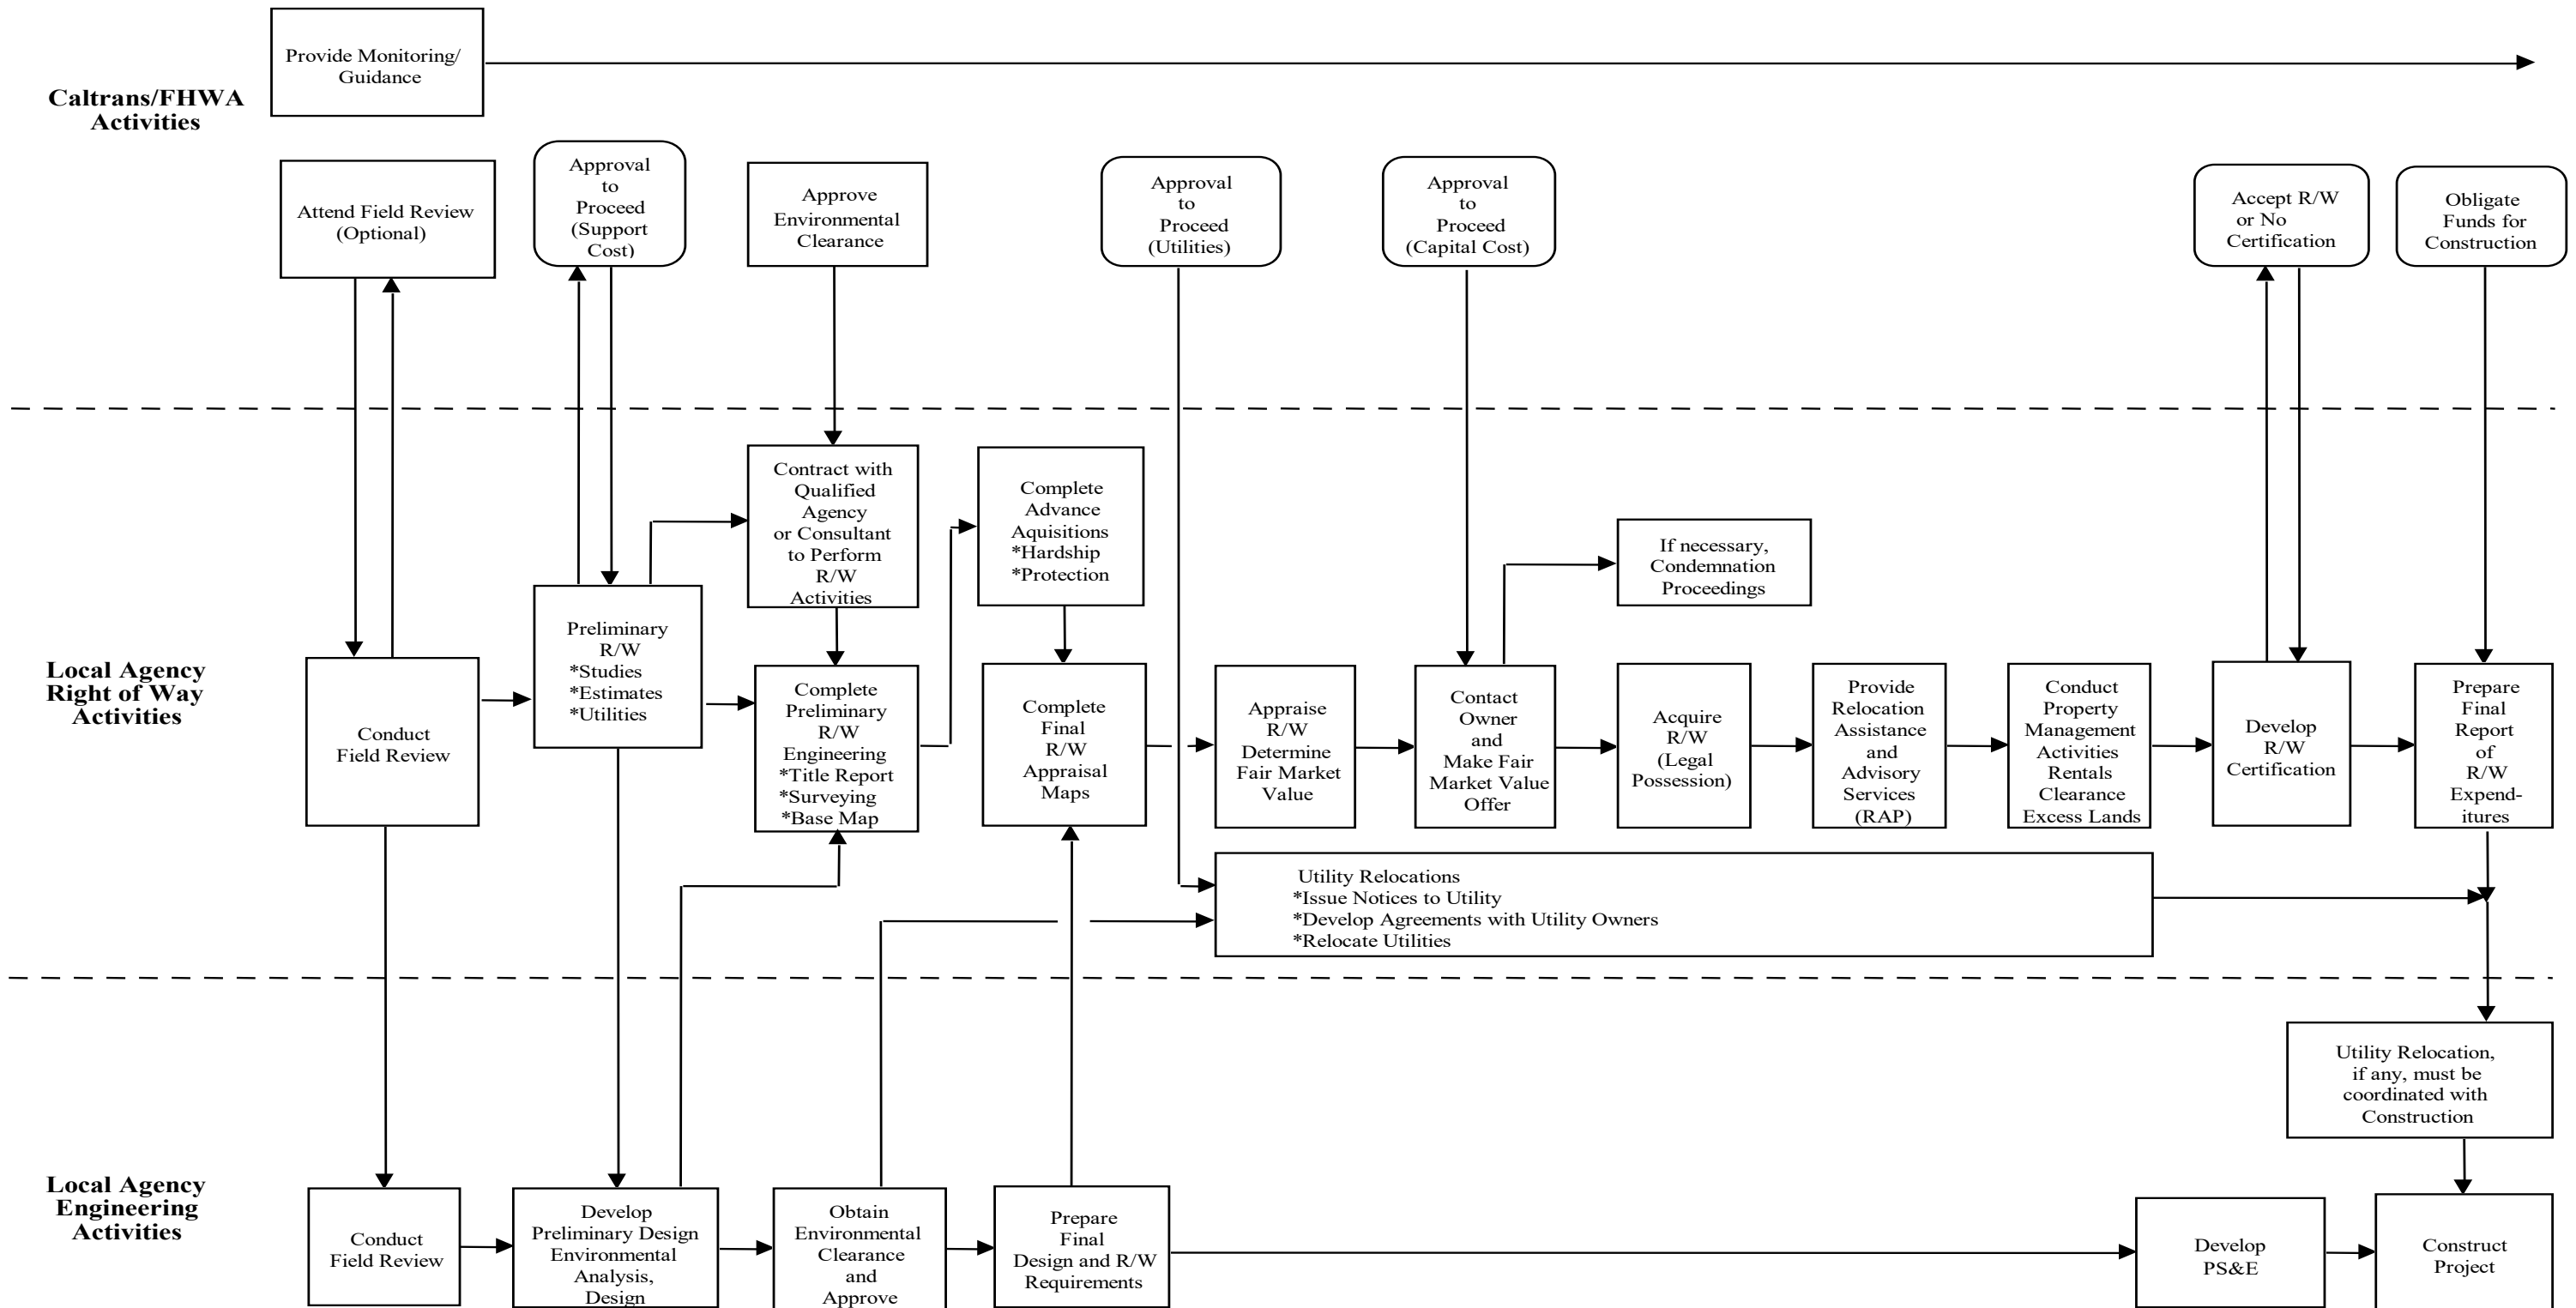 Provide Monitoring/
Guidance
Caltrans/FHWA
Activities
Attend Field Review
(Optional)
Approval
to
Proceed
(Support
Cost)
Approve
Environmental
Clearance
Approval
to
Proceed
(Utilities)
Approval
to
Proceed
(Capital Cost)
Accept R/W
or No
Certification
Obligate
Funds for
Construction
Local Agency
Right of Way
Activities
Conduct
Field Review
Preliminary
R/W
*Studies
*Estimates
*Utilities
Contract with
Qualified
Agency
or Consultant
to Perform
R/W
Activities
Complete
Preliminary
R/W
Engineering
*Title Report
*Surveying
*Base Map
Complete
Advance
Aquisitions
*Hardship
*Protection
Complete
Final
R/W
Appraisal
Maps
Appraise
R/W
Determine
Fair Market
Value
Contact
Owner
and
Make Fair
Market Value
Offer
If necessary,
Condemnation
Proceedings
Acquire
R/W
(Legal
Possession)
Provide
Relocation
Assistance
and
Advisory
Services
(RAP)
Conduct
Property
Management
Activities
Rentals
Clearance
Excess Lands
Develop
R/W
Certification
Prepare
Final
Report
of
R/W
Expend-
itures
Utility Relocations
*Issue Notices to Utility
*Develop Agreements with Utility Owners
*Relocate Utilities
Local Agency
Engineering
Activities
Conduct
Field Review
Develop
Preliminary Design
Environmental
Analysis,
Design
Obtain
Environmental
Clearance
and
Approve
Prepare
Final
Design and R/W
Requirements
Utility Relocation,
if any, must be
coordinated with
Construction
Develop
PS&E
Construct
Project